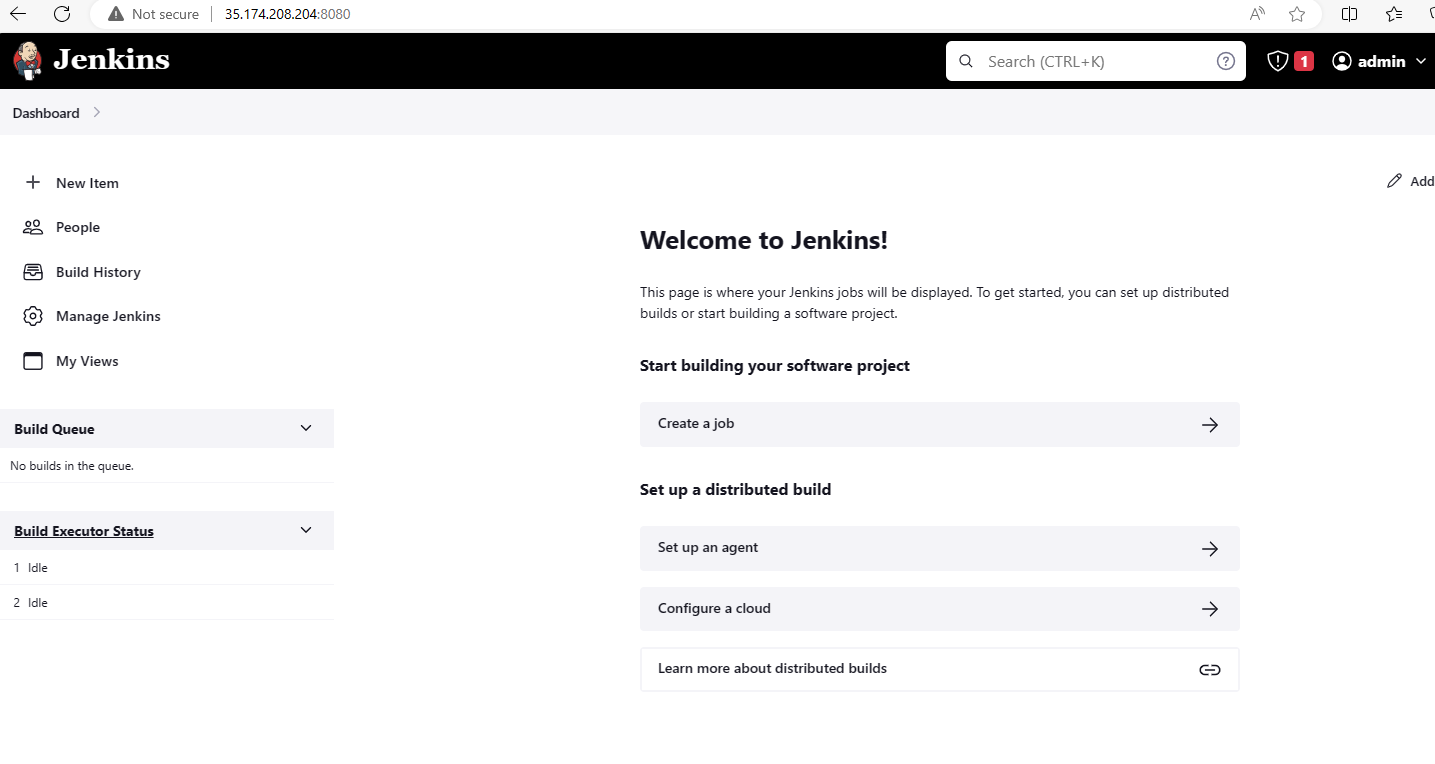 Not secure
35.174.208.204:8080
Jenkins
Search (CTRL+K)
1
admin
Dashboard
New Item
People
Build History
Manage Jenkins
My Views
Build Queue
No builds in the queue.
Build Executor Status
1 Idle
2 Idle
Add
Welcome to Jenkins!
This page is where your Jenkins jobs will be displayed. To get started, you can set up distributed
builds or start building a software project.
Start building your software project
Create a job
Set up a distributed build
Set up an agent
Configure a cloud
Learn more about distributed builds